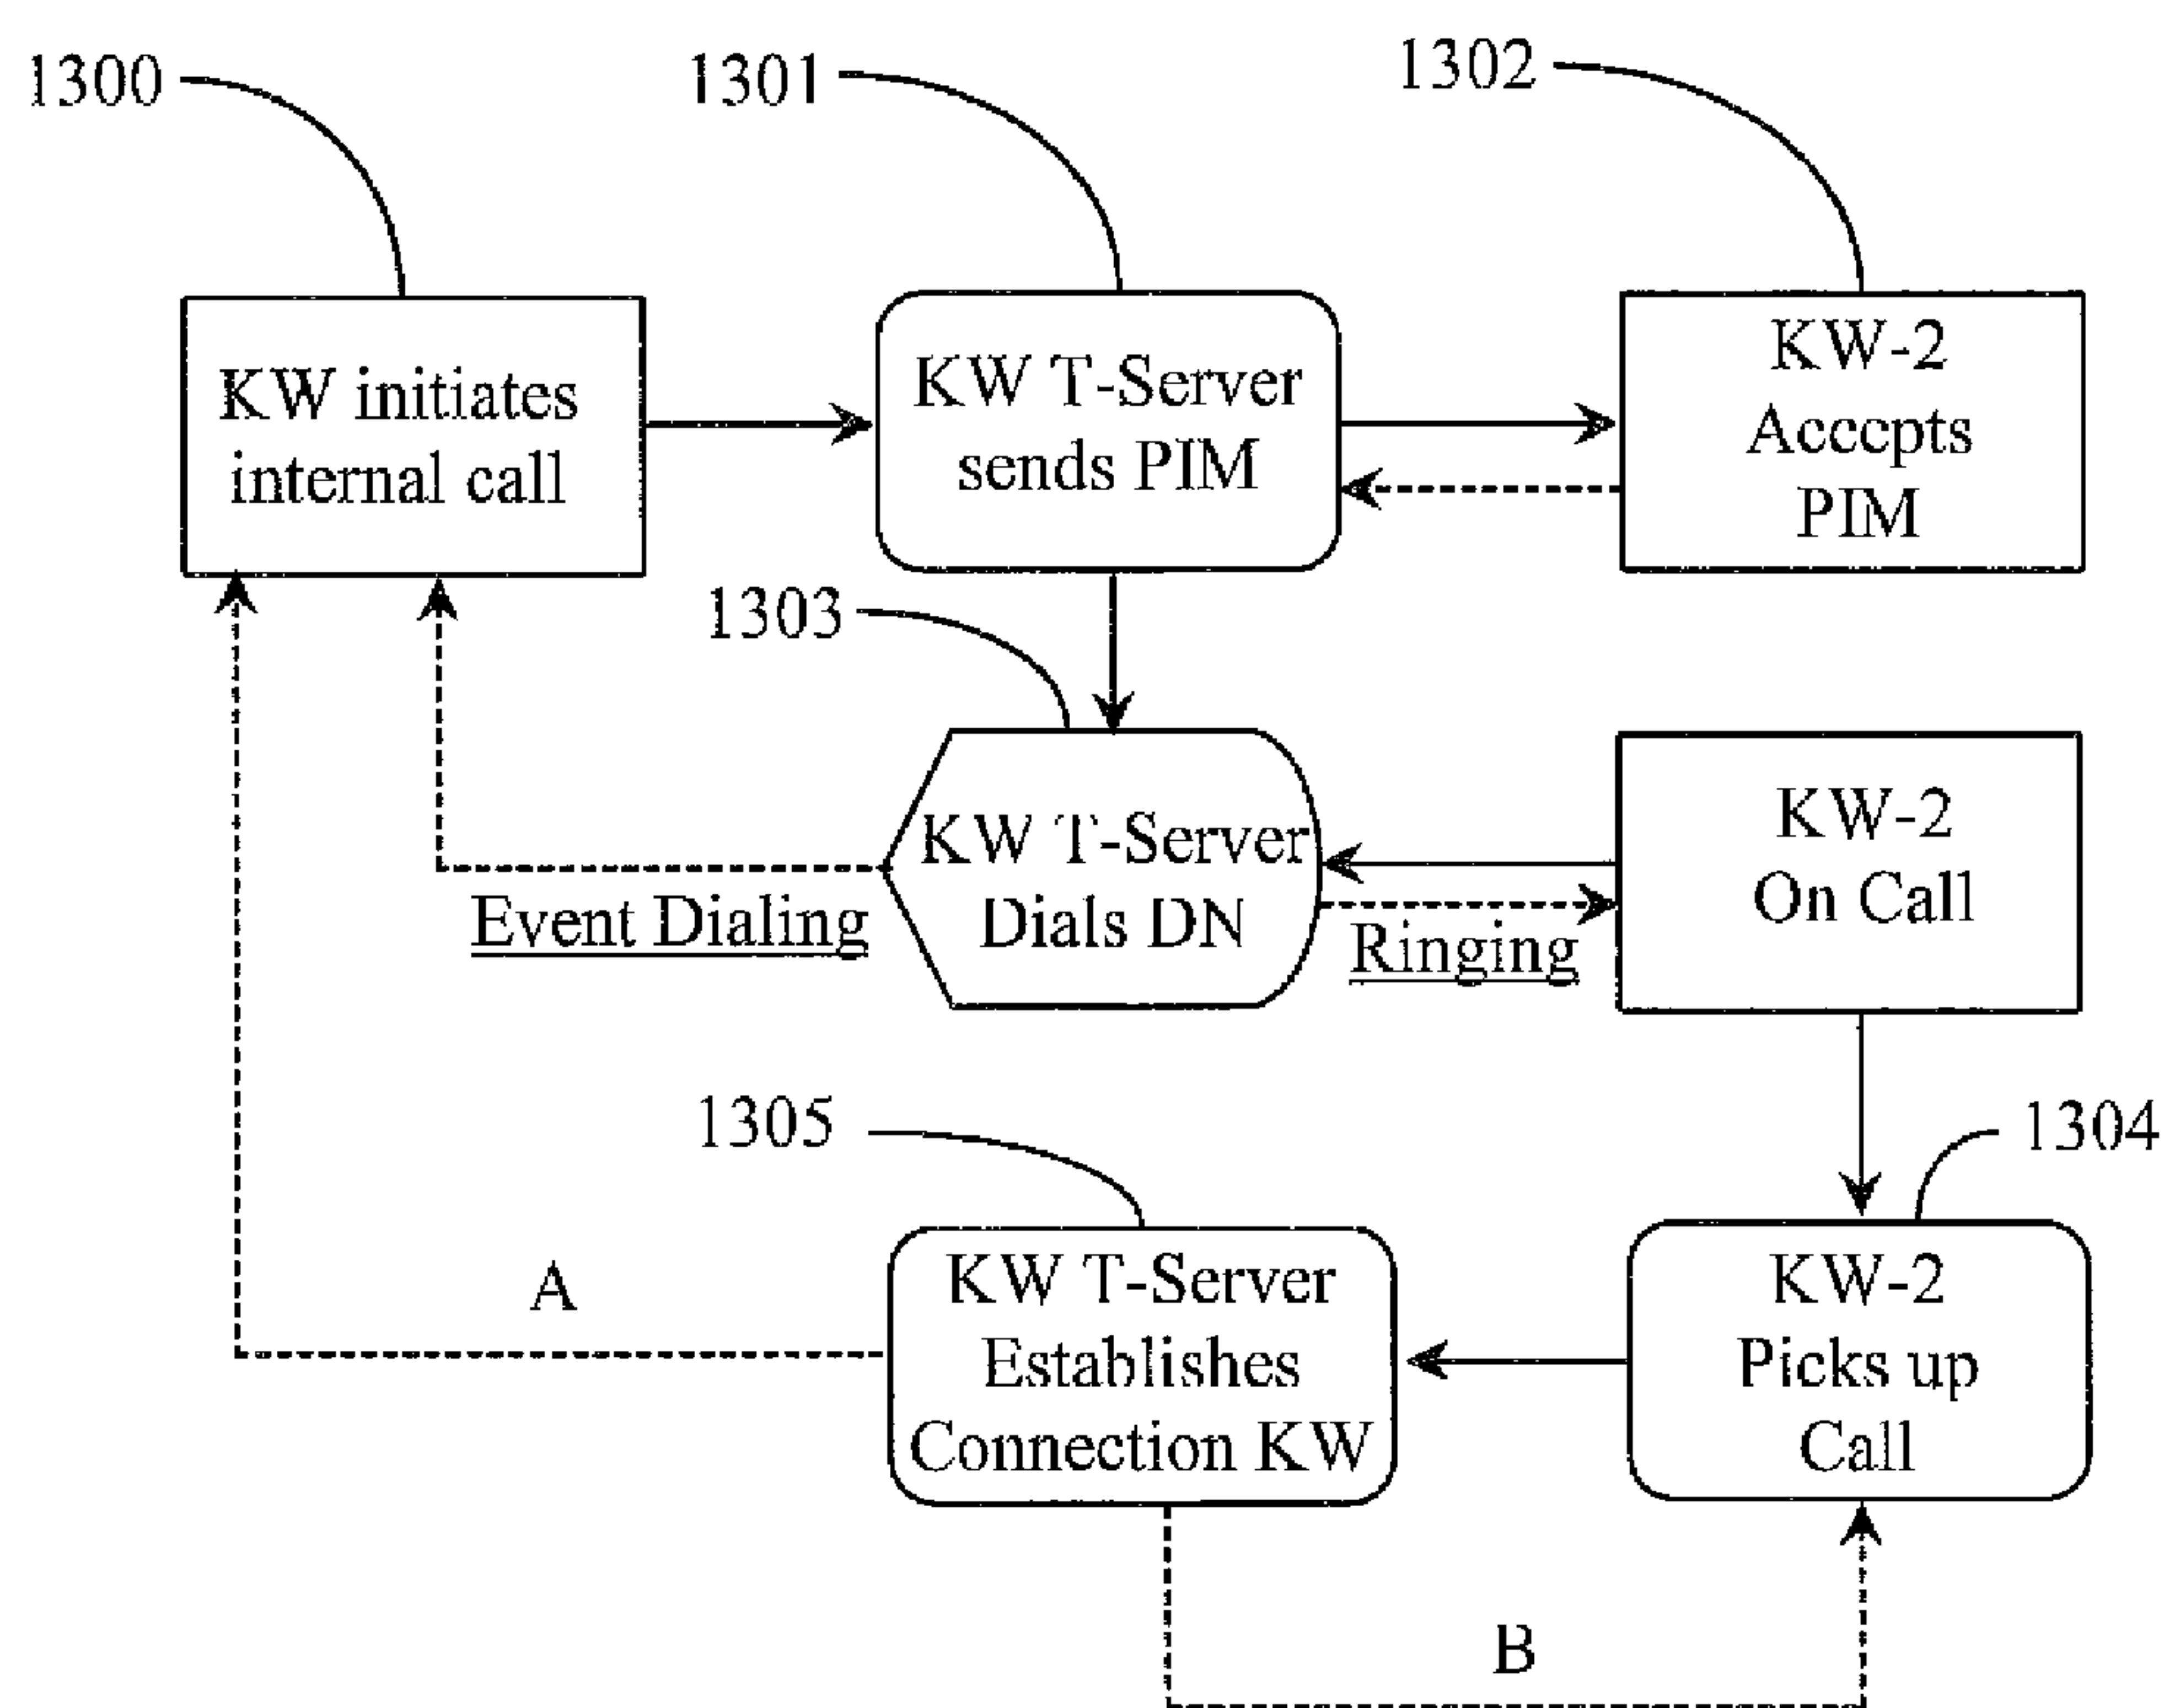 1300
1301
1302
KW initiates
internal call
KW T-Server
sends PIM
KW-2
Acccpts
PIM
1303
KW T-Server
Dials DN
KW-2
On Call
Event Dialing
Ringing
1305
1304
KW T-Server
Establishes
Connection KW
KW-2
Picks up
Call
A
B